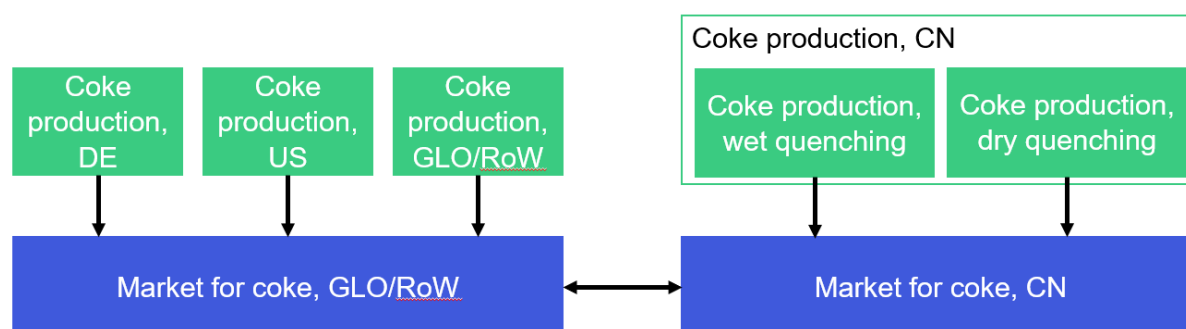 Coke
production,
DE
Coke
production,
US
Coke
production,
GLO/RoW
Coke production, CN
Coke production,
wet quenching
Coke production,
dry quenching
Market for coke, GLO/RoW
Market for coke, CN